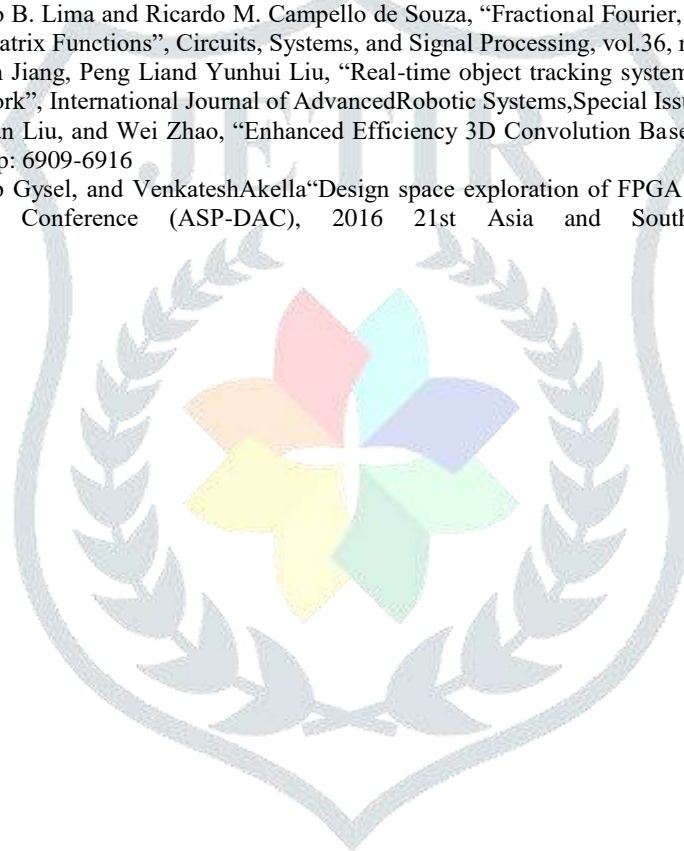 o B. Lima and Ricardo M. Campello de Souza, “Fractional Fourier,
atrix Functions”, Circuits, Systems, and Signal Processing, vol.36, n
n Jiang, Peng Liand Yunhui Liu, “Real-time object tracking system
ork”, International Journal of AdvancedRobotic Systems,Special Issu
an Liu, and Wei Zhao, “Enhanced Efficiency 3D Convolution Base
p: 6909-6916
JETIR
o Gysel, and VenkateshAkella“Design space exploration of FPGA
Conference (ASP-DAC), 2016 21st Asia and South